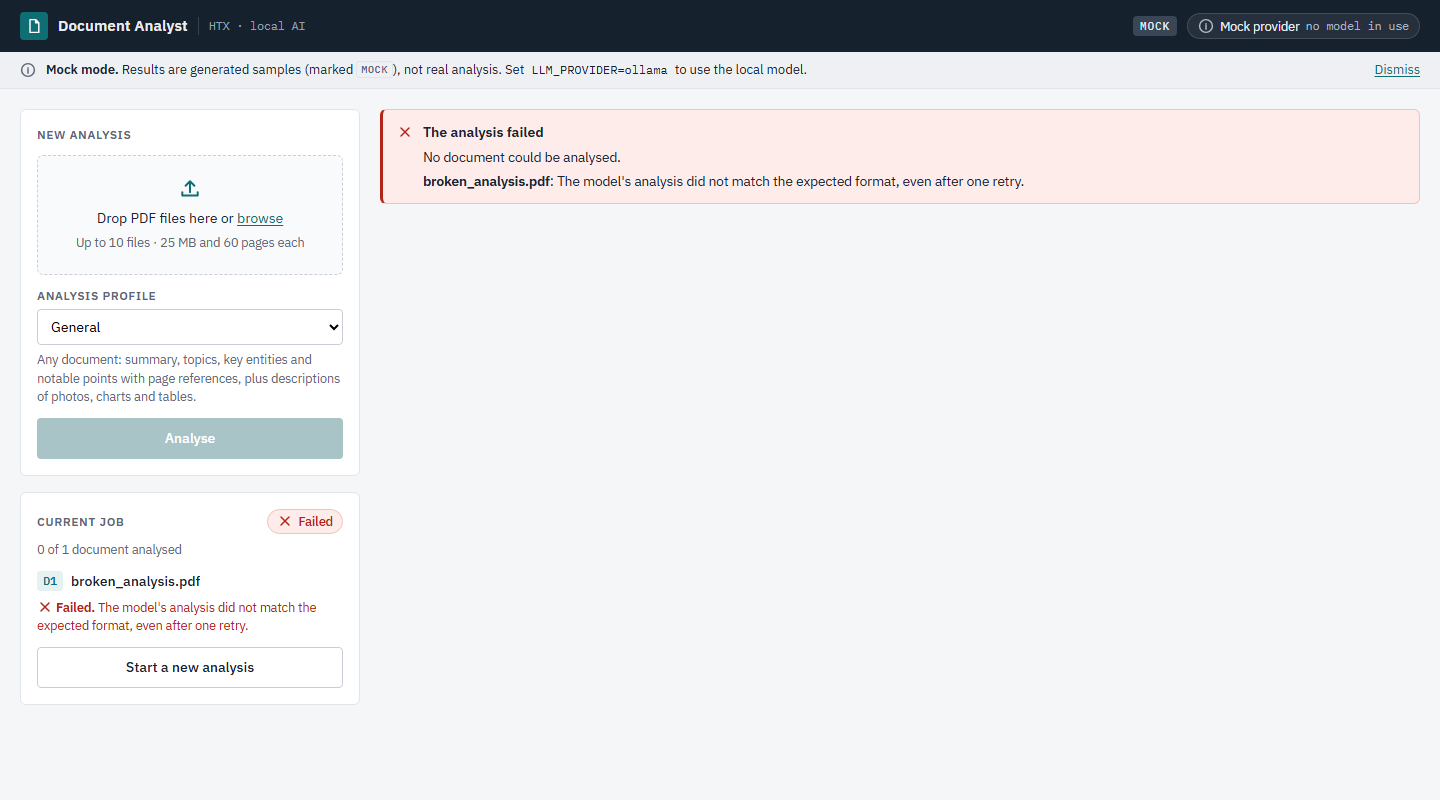 Document Analyst
HTX · local AI
MOCK
Mock provider no model in use
Mock mode. Results are generated samples (marked MOCK), not real analysis. Set LLM_PROVIDER=ollama to use the local model.
Dismiss
NEW ANALYSIS
Drop PDF files here or browse
Up to 10 files · 25 MB and 60 pages each
ANALYSIS PROFILE
General
Any document: summary, topics, key entities and
notable points with page references, plus descriptions
of photos, charts and tables.
Analyse
CURRENT JOB
Failed
0 of 1 document analysed
D1 broken_analysis.pdf
Failed. The model's analysis did not match the
expected format, even after one retry.
Start a new analysis
The analysis failed
No document could be analysed.
broken_analysis.pdf: The model's analysis did not match the expected format, even after one retry.